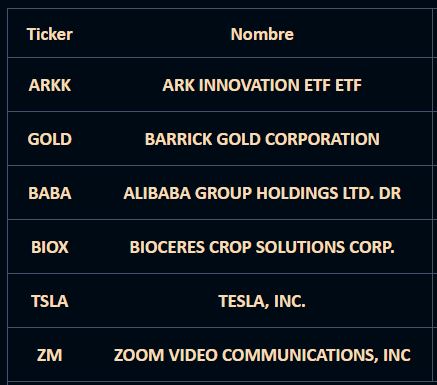 Ticker Nombre
ARKK ARK INNOVATION ETF ETF
GOLD BARRICK GOLD CORPORATION
BABA ALIBABA GROUP HOLDINGS LTD. DR
BIOX BIOCERES CROP SOLUTIONS CORP.
TSLA TESLA, INC.
ZM ZOOM VIDEO COMMUNICATIONS, INC